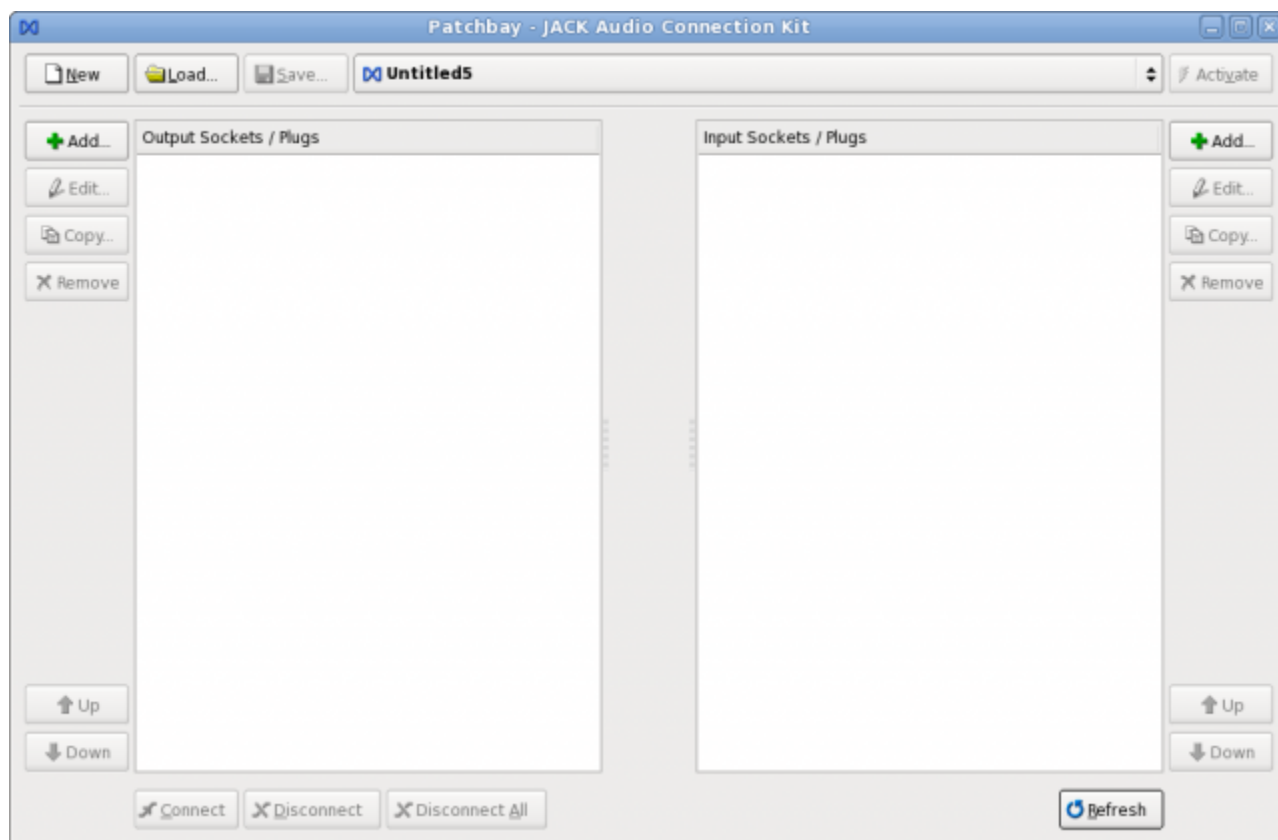 Patchbay - JACK Audio Connection Kit
New Load... Save... Untitled5 Activate
Add... Output Sockets / Plugs Input Sockets / Plugs Add...
Edit... Edit...
Copy... Copy...
Remove Remove
Up Up
Down Down
Connect Disconnect Disconnect All Refresh